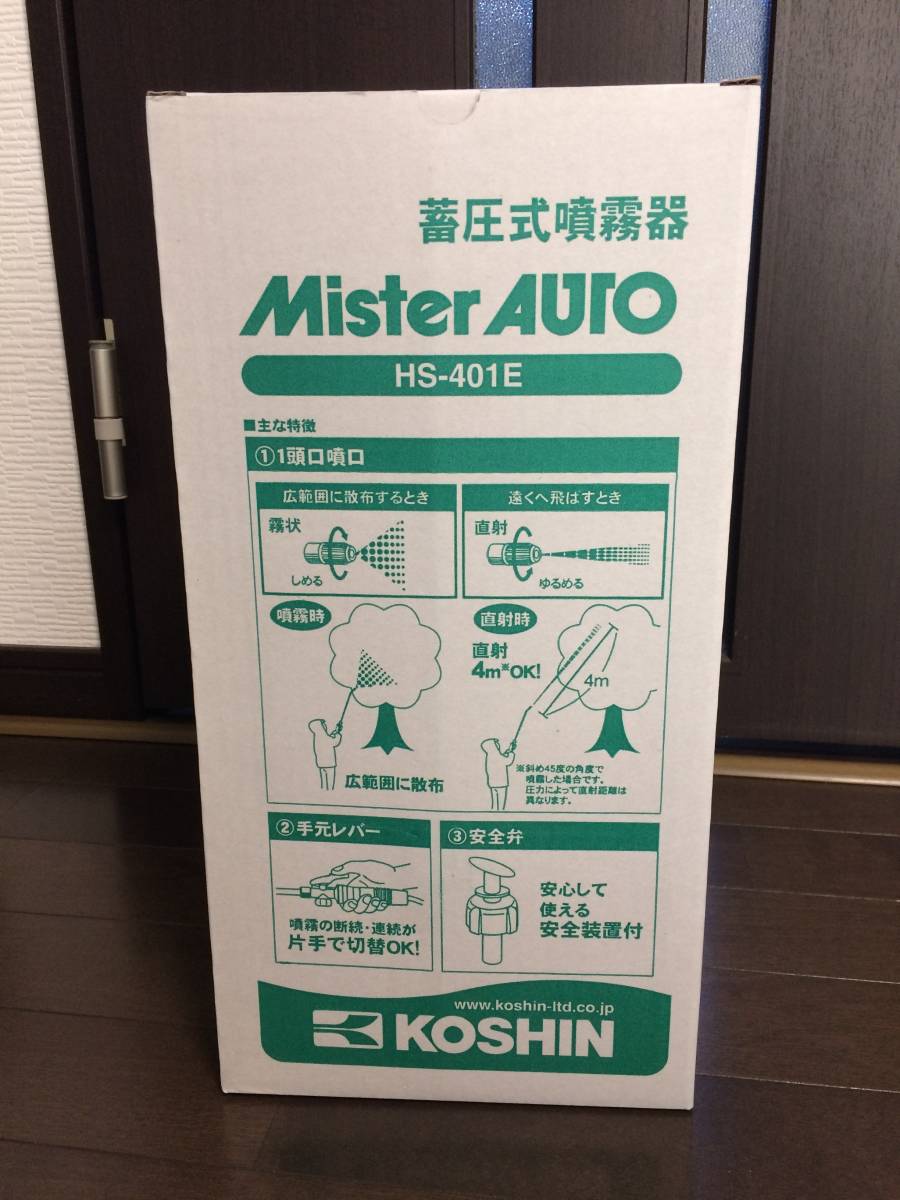 蓄圧式噴霧器
Mister AUTO
HS-401E
■主な特徴
①1頭口噴口
広範囲に散布するとき
霧状
しめる
遠くへ飛ばすとき
直射
ゆるめる
噴霧時
広範囲に散布
直射時
直射
4m※OK!
4m
※斜め45度の角度で
噴霧した場合です。
圧力によって直射距離は
異なります。
②手元レバー
噴霧の断続・連続が
片手で切替OK!
③安全弁
安心して
使える
安全装置付
www.koshin-ltd.co.jp
KOSHIN